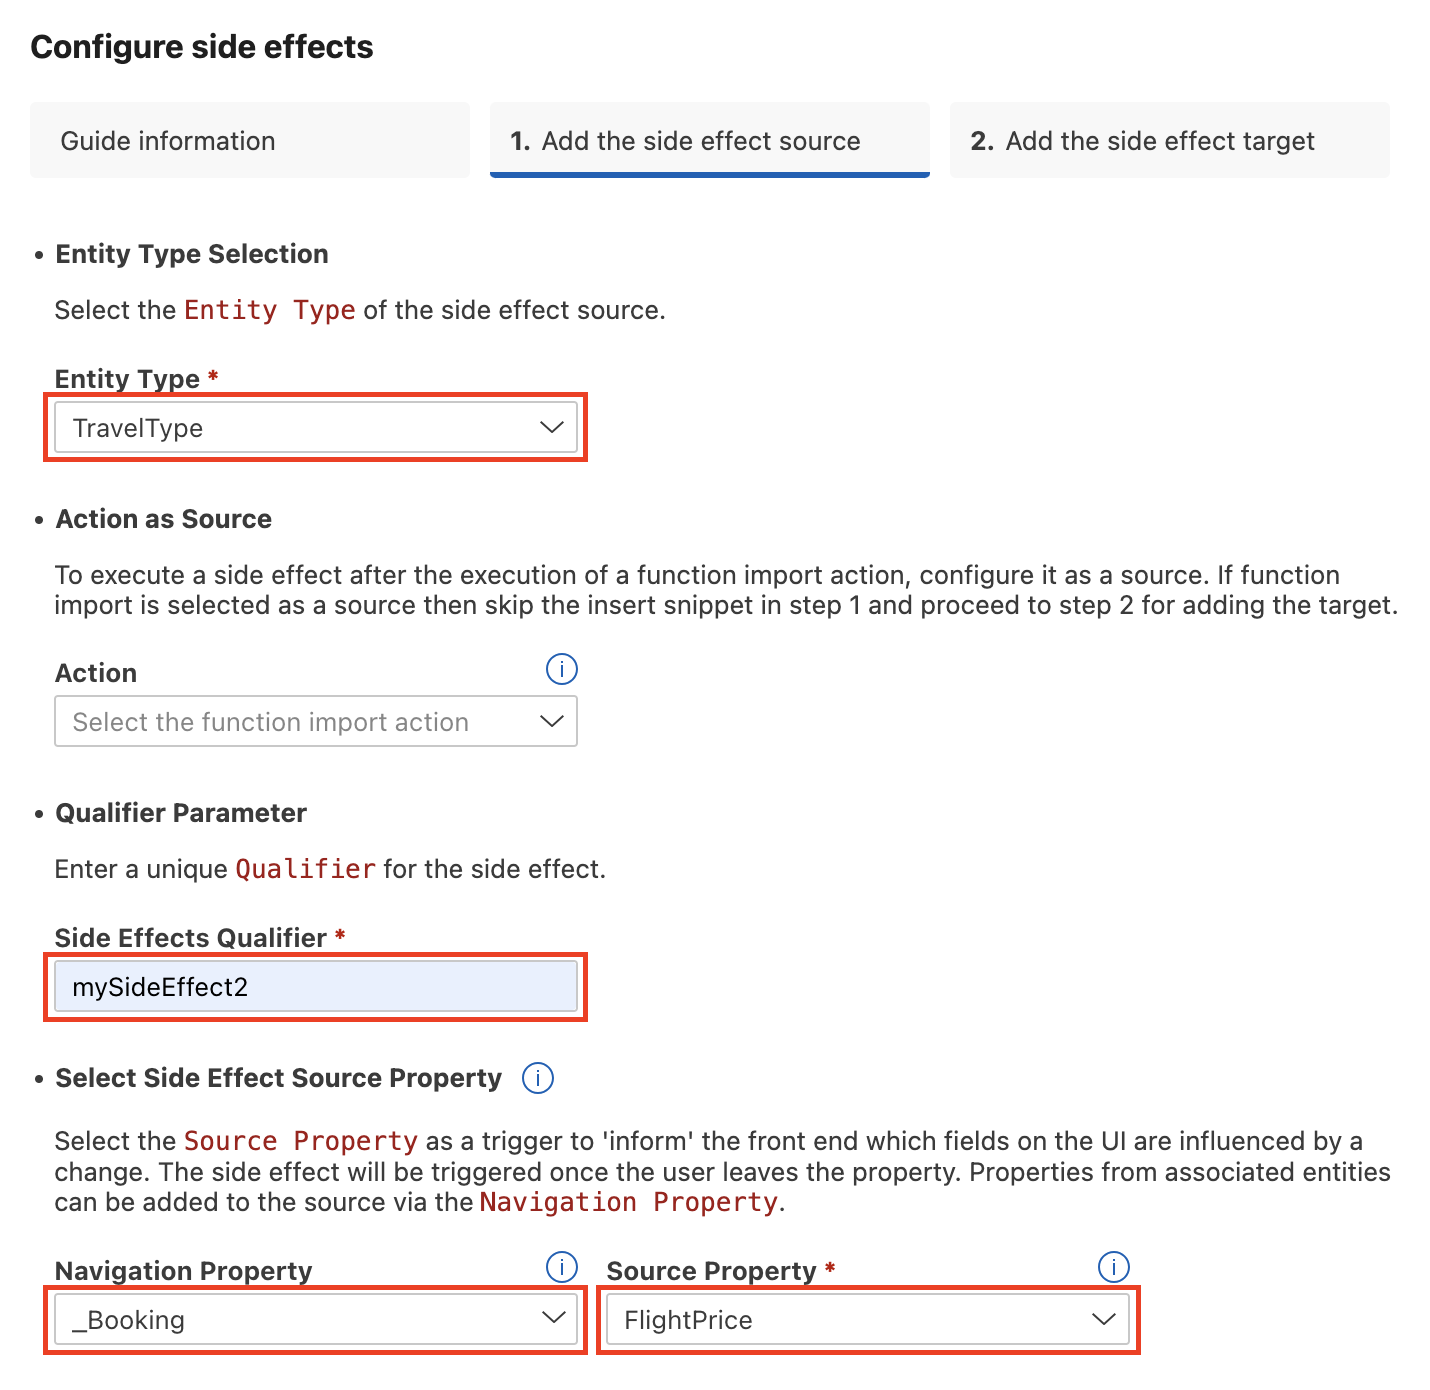 Configure side effects
Guide information
1. Add the side effect source
2. Add the side effect target
• Entity Type Selection
Select the Entity Type of the side effect source.
Entity Type *
TravelType
• Action as Source
To execute a side effect after the execution of a function import action, configure it as a source. If function
import is selected as a source then skip the insert snippet in step 1 and proceed to step 2 for adding the target.
Action
Select the function import action
• Qualifier Parameter
Enter a unique Qualifier for the side effect.
Side Effects Qualifier *
mySideEffect2
• Select Side Effect Source Property
Select the Source Property as a trigger to 'inform' the front end which fields on the UI are influenced by a
change. The side effect will be triggered once the user leaves the property. Properties from associated entities
can be added to the source via the Navigation Property.
Navigation Property
Source Property *
_Booking
FlightPrice